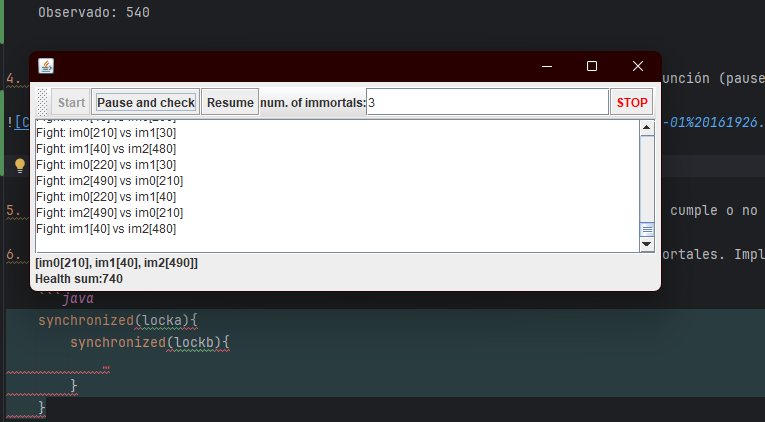 Observado: 540
4.
unción (pause
![C
-01%20161926.
Start Pause and check Resume num. of immortals: 3 STOP
Fight: im0[210] vs im1[30]
Fight: im1[40] vs im2[480]
Fight: im0[220] vs im1[30]
Fight: im2[490] vs im0[210]
Fight: im0[220] vs im1[40]
Fight: im2[490] vs im0[210]
Fight: im1[40] vs im2[480]
5.
cumple o no
[im0[210], im1[40], im2[490]]
6.
ortales. Impl
Health sum:740
java
synchronized(locka){
synchronized(lockb){
…
}
}